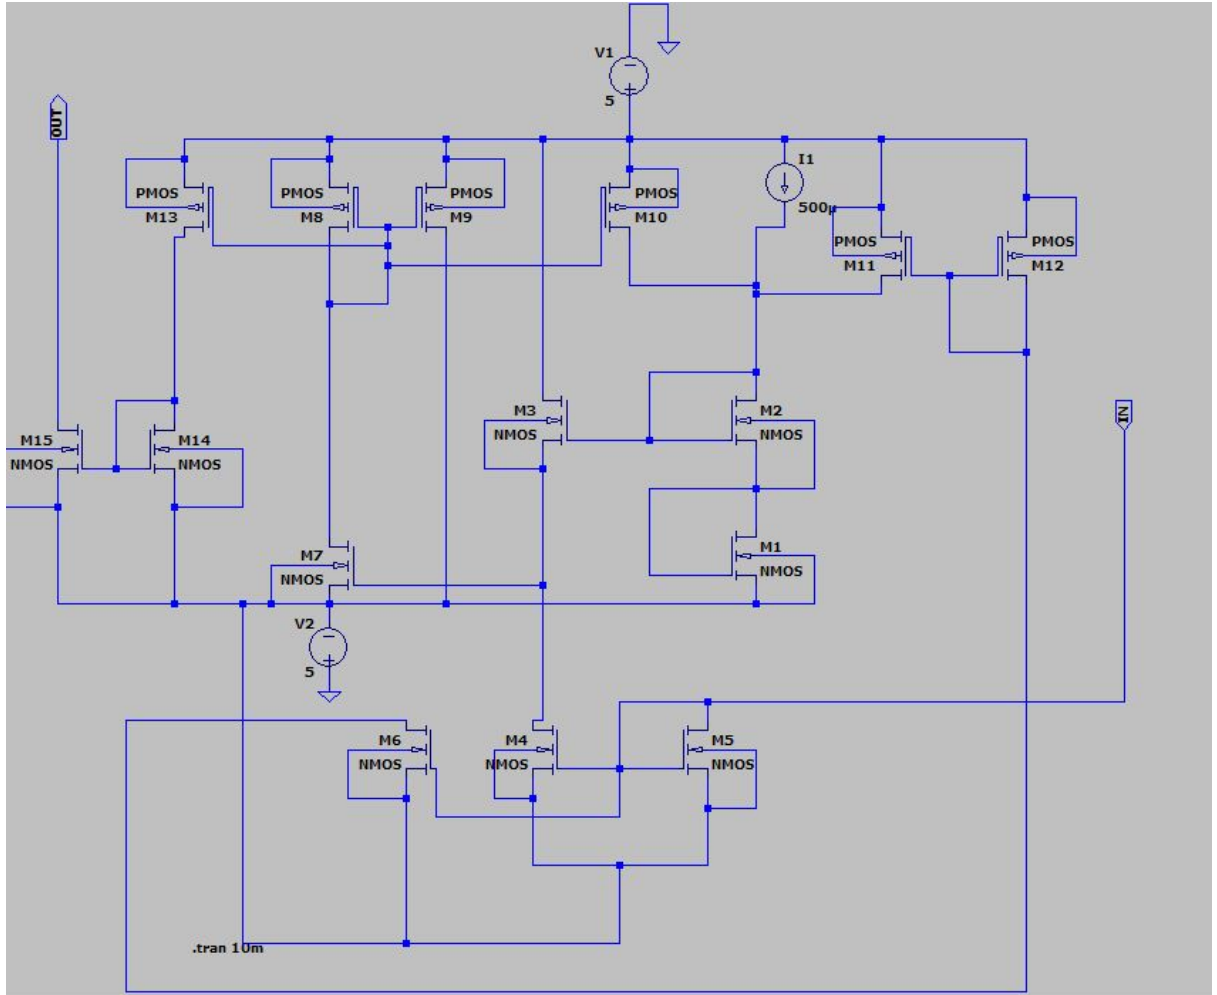 V1
5
OUT
I1
500µ
PMOS
M13
PMOS
M8
PMOS
M9
PMOS
M10
PMOS
M11
PMOS
M12
M3
NMOS
M2
NMOS
IN
M15
NMOS
M14
NMOS
M7
NMOS
M1
NMOS
V2
5
M6
NMOS
M4
NMOS
M5
NMOS
.tran 10m